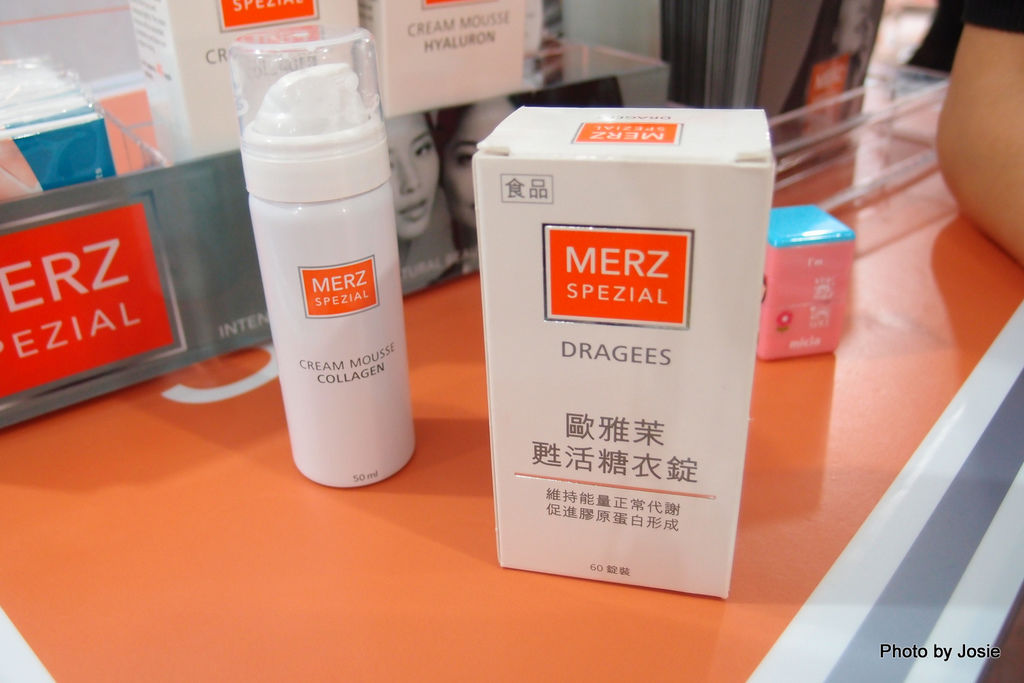 SPEZIAL
CREAM MOUSSE
HYALURON
MERZ
SPEZIAL
MERZ
SPEZIAL
CREAM MOUSSE
COLLAGEN
50 ml
DRAGEES
MERZ
SPEZIAL
食品
MERZ
SPEZIAL
DRAGEES
歐雅茉
甦活糖衣錠
維持能量正常代謝
促進膠原蛋白形成
60 錠裝
I'm
Photo by Josie